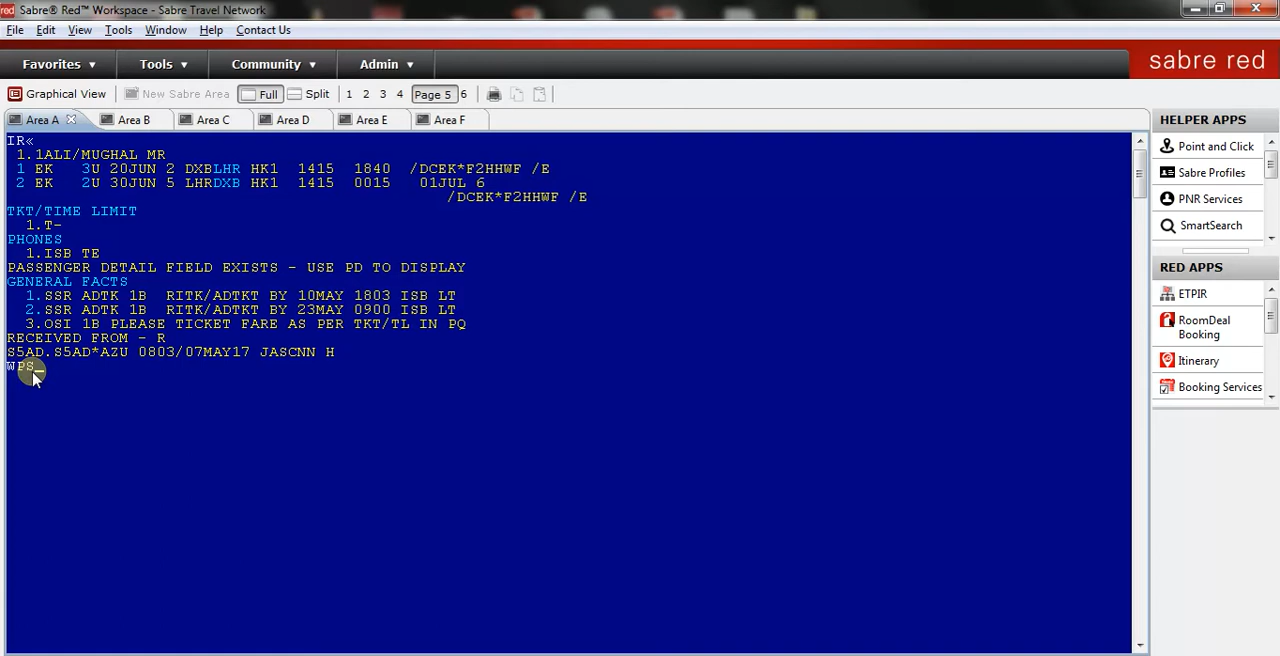 red Sabre® Red™ Workspace - Sabre Travel Network
File Edit View Tools Window Help Contact Us
Favorites Tools Community Admin sabre red
Graphical View New Sabre Area Full Split 1 2 3 4 Page 5 6
Area A Area B Area C Area D Area E Area F
IR«
1.1ALI/MUGHAL MR
1 EK 3U 20JUN 2 DXBLHR HK1 1415 1840 /DCEK*F2HHWF /E
2 EK 2U 30JUN 5 LHRDXB HK1 1415 0015 01JUL 6
/DCEK*F2HHWF /E
TKT/TIME LIMIT
1.T-
PHONES
1.ISB TE
PASSENGER DETAIL FIELD EXISTS - USE PD TO DISPLAY
GENERAL FACTS
1.SSR ADTK 1B RITK/ADTKT BY 10MAY 1803 ISB LT
2.SSR ADTK 1B RITK/ADTKT BY 23MAY 0900 ISB LT
3.OSI 1B PLEASE TICKET FARE AS PER TKT/TL IN PQ
RECEIVED FROM - R
S5AD.S5AD*AZU 0803/07MAY17 JASCNN H
WPS_
HELPER APPS
Point and Click
Sabre Profiles
PNR Services
SmartSearch
RED APPS
ETPIR
RoomDeal
Booking
Itinerary
Booking Services